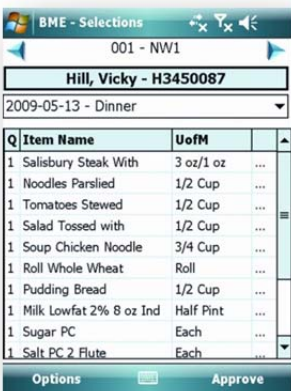 BME - Selections
001 - NW1
Hill, Vicky - H3450087
2009-05-13 - Dinner
Q Item Name UofM
1 Salisbury Steak With 3 oz/1 oz ...
1 Noodles Parslied 1/2 Cup ...
1 Tomatoes Stewed 1/2 Cup ...
1 Salad Tossed with 1/2 Cup ...
1 Soup Chicken Noodle 3/4 Cup ...
1 Roll Whole Wheat Roll ...
1 Pudding Bread 1/2 Cup ...
1 Milk Lowfat 2% 8 oz Ind Half Pint ...
1 Sugar PC Each ...
1 Salt PC 2 Flute Each ...
Options Approve